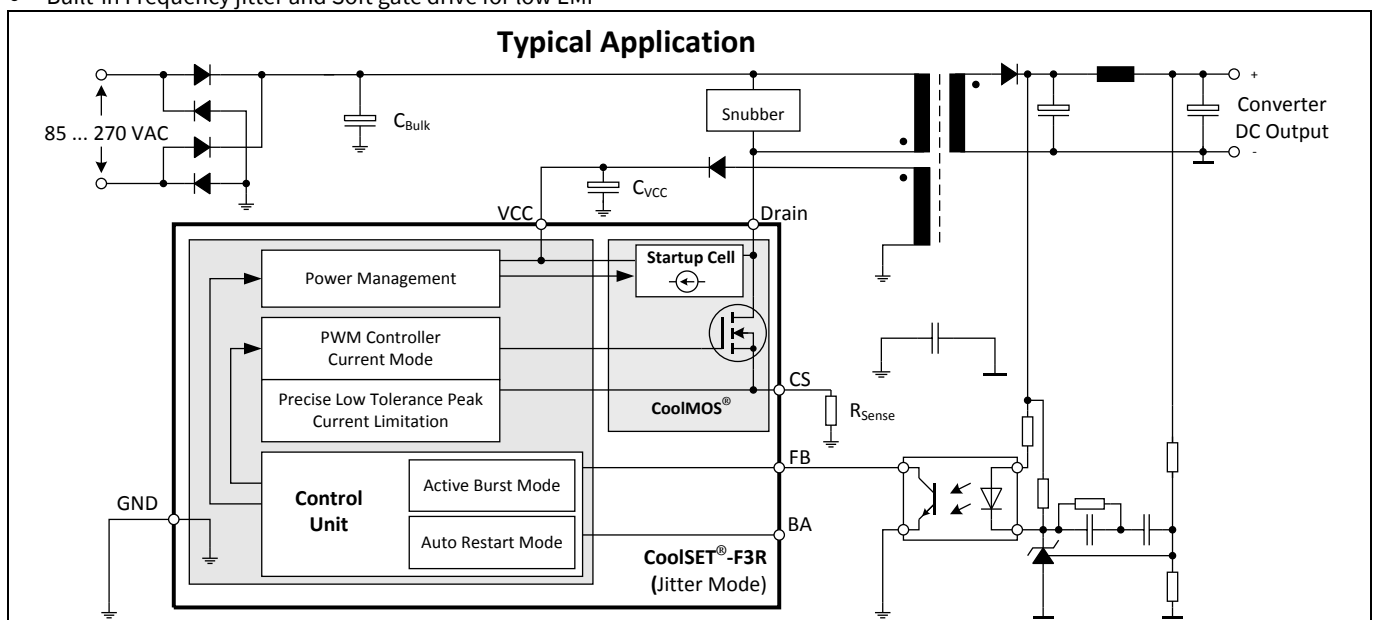 • Built-in Frequency jitter and Soft gate drive for low EMI
Typical Application
85 ... 270 VAC
CBulk
Snubber
+
Converter
DC Output
-
CVCC
VCC
Drain
Power Management
Startup Cell
PWM Controller
Current Mode
Precise Low Tolerance Peak
Current Limitation
CoolMOS®
CS
RSense
FB
GND
Control
Unit
Active Burst Mode
Auto Restart Mode
BA
CoolSET®-F3R
(Jitter Mode)